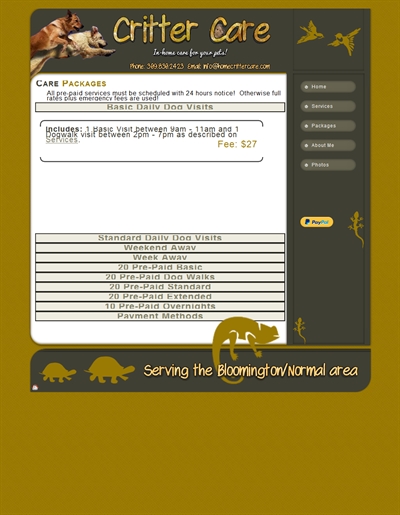 Critter Care
In-home care for your pets!
Phone: 309.838.2423 Email: info@homecrittercare.com
Care Packages
All pre-paid services must be scheduled with 24 hours notice! Otherwise full
rates plus emergency fees are used!
Basic Daily Dog Visits
Includes: 1 Basic Visit between 9am - 11am and 1
Dogwalk visit between 2pm - 7pm as described on
Services.
Fee: $27
Standard Daily Dog Visits
Weekend Away
Week Away
20 Pre-Paid Basic
20 Pre-Paid Dog Walks
20 Pre-Paid Standard
20 Pre-Paid Extended
10 Pre-Paid Overnights
Payment Methods
Home
Services
Packages
About Me
Photos
PayPal
Serving the Bloomington/Normal area